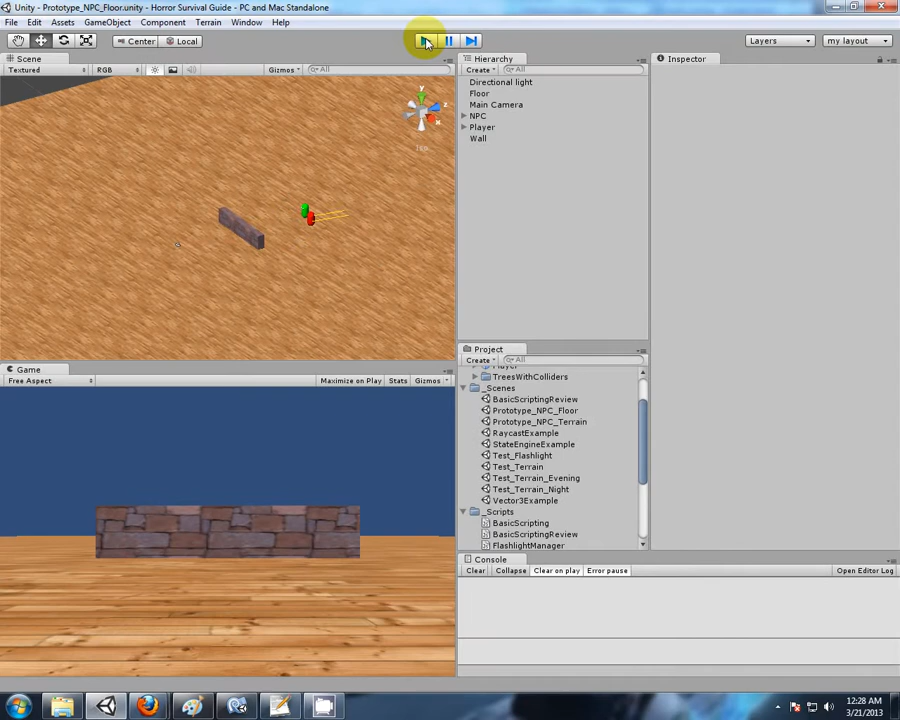 Unity - Prototype_NPC_Floor.unity - Horror Survival Guide - PC and Mac Standalone
File Edit Assets GameObject Component Terrain Window Help
Center Local Layers my layout
Scene Hierarchy Inspector
Textured RGB Gizmos All Create All
Directional light
Floor
Main Camera
NPC
Player
Wall
y
z
x
Iso
Project
Create All
Game
Free Aspect Maximize on Play Stats Gizmos
Player
TreesWithColliders
_Scenes
BasicScriptingReview
Prototype_NPC_Floor
Prototype_NPC_Terrain
RaycastExample
StateEngineExample
Test_Flashlight
Test_Terrain
Test_Terrain_Evening
Test_Terrain_Night
Vector3Example
_Scripts
BasicScripting
BasicScriptingReview
FlashlightManager
Console
Clear Collapse Clear on play Error pause Open Editor Log
12:28 AM
3/21/2013